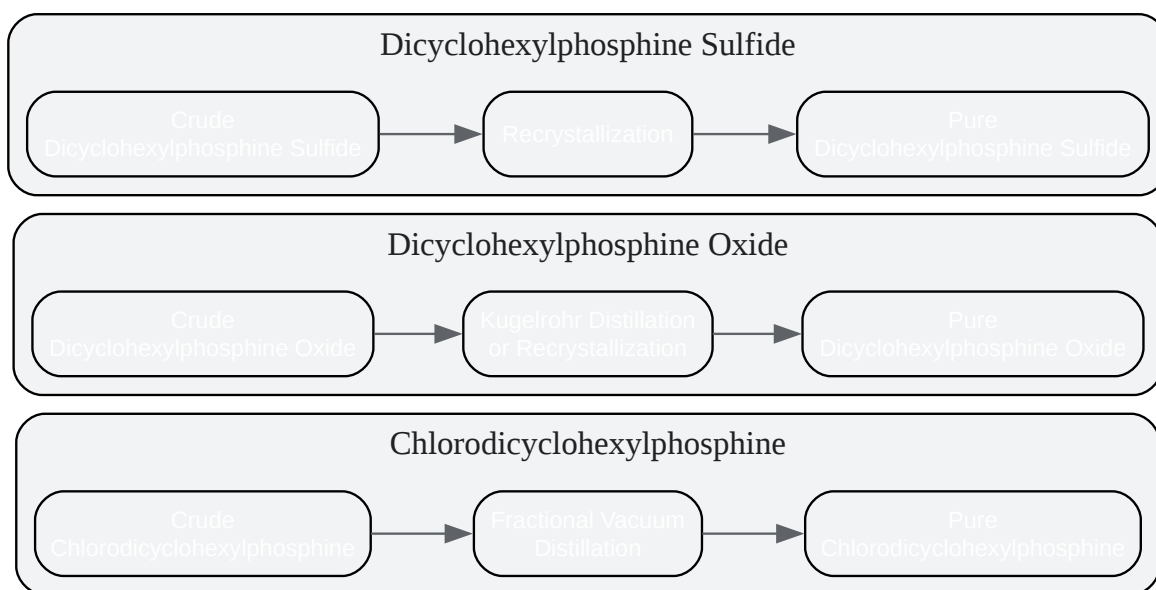 Dicyclohexylphosphine Sulfide
Crude
Dicyclohexylphosphine Sulfide
Recrystallization
Pure
Dicyclohexylphosphine Sulfide
Dicyclohexylphosphine Oxide
Crude
Dicyclohexylphosphine Oxide
Kugelrohr Distillation
or Recrystallization
Pure
Dicyclohexylphosphine Oxide
Chlorodicyclohexylphosphine
Crude
Chlorodicyclohexylphosphine
Fractional Vacuum
Distillation
Pure
Chlorodicyclohexylphosphine